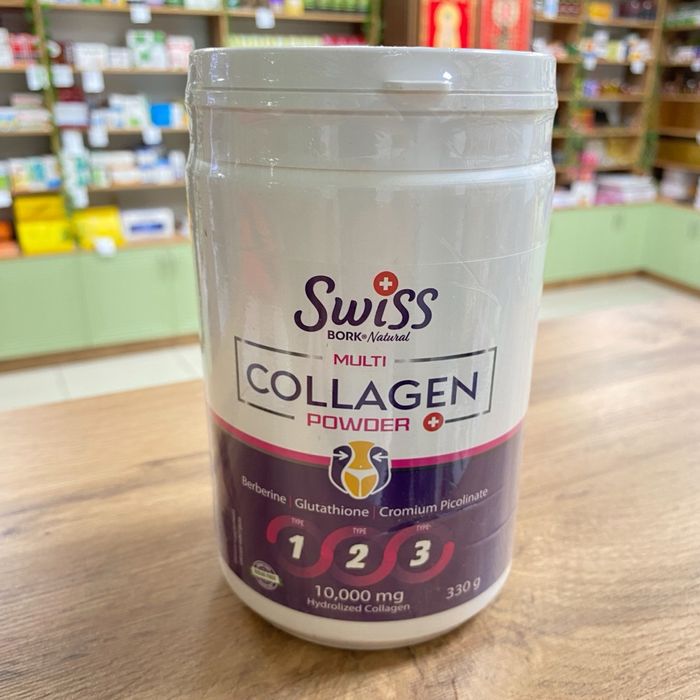 Swiss
BORK® Natural
MULTI
COLLAGEN
POWDER
Berberine | Glutathione | Cromium Picolinate
TYPE TYPE TYPE
1 2 3
10,000 mg
330 g
Hydrolized Collagen